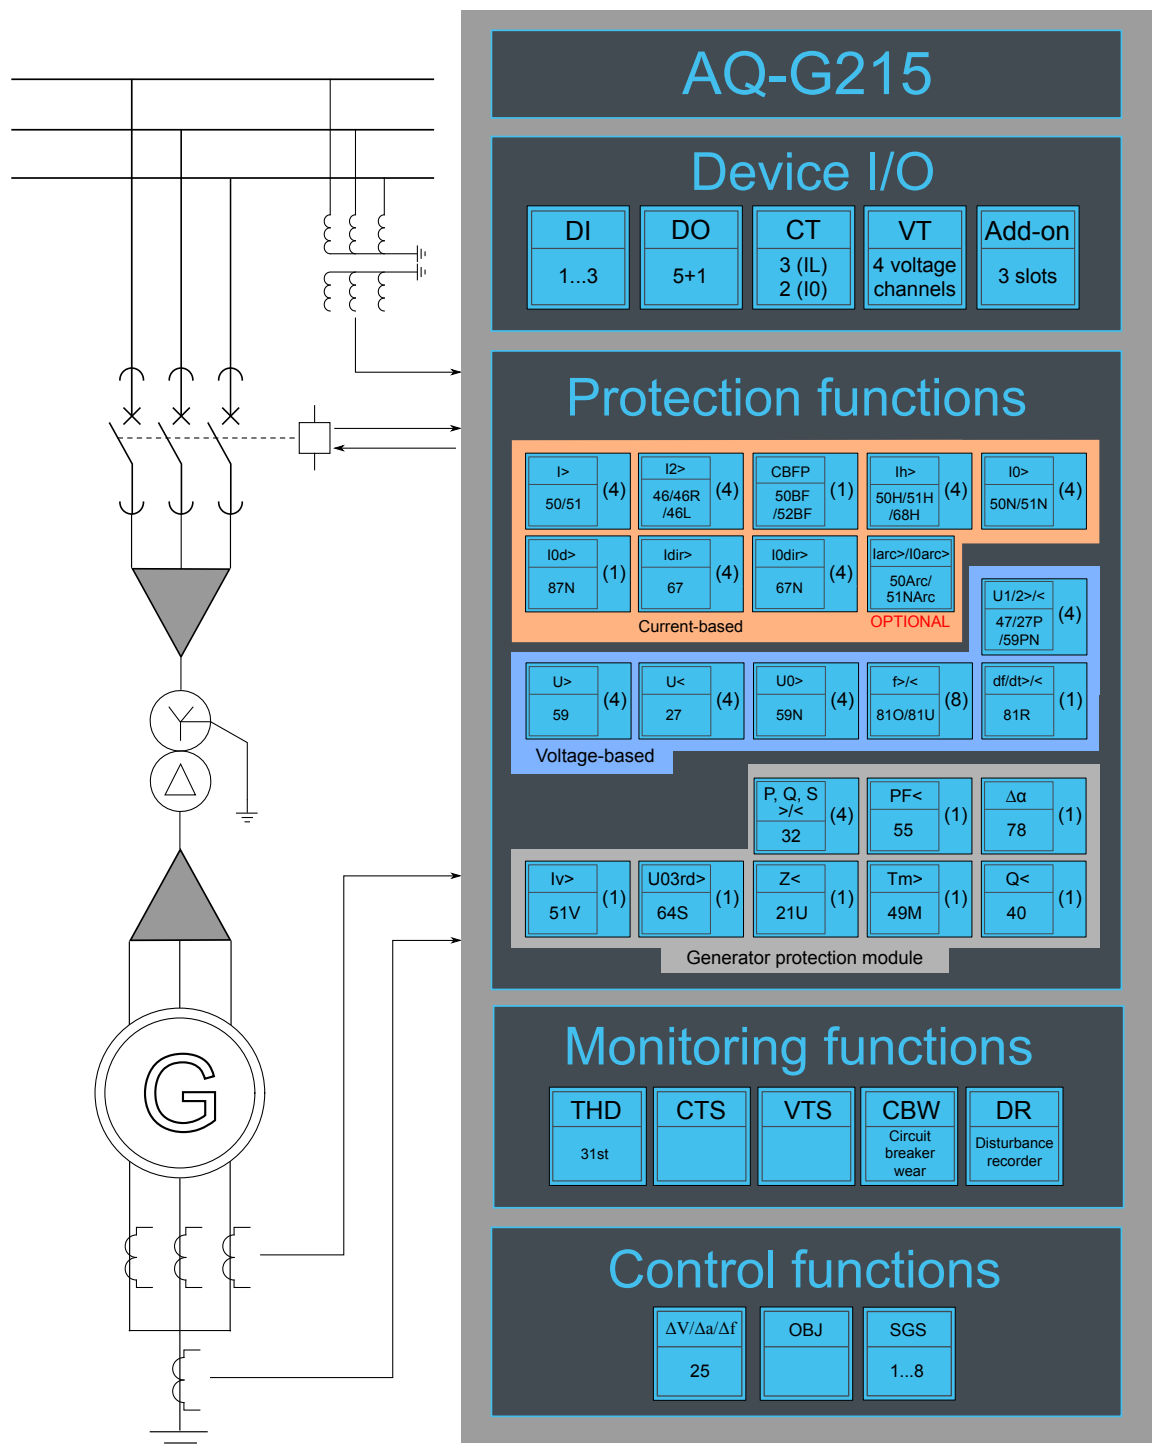 AQ-G215
Device I/O
DI
1...3
DO
5+1
CT
3 (IL)
2 (I0)
VT
4 voltage
channels
Add-on
3 slots
Protection functions
I>
50/51
(4)
I2>
46/46R
/46L
(4)
CBFP
50BF
/52BF
(1)
Ih>
50H/51H
/68H
(4)
I0>
50N/51N
(4)
I0d>
87N
(1)
Idir>
67
(4)
I0dir>
67N
(4)
Iarc>/I0arc>
50Arc/
51NArc
OPTIONAL
Current-based
U1/2>/<
47/27P
/59PN
(4)
U>
59
(4)
U<
27
(4)
U0>
59N
(4)
f>/<
81O/81U
(8)
df/dt>/<
81R
(1)
Voltage-based
P, Q, S
>/<
32
(4)
PF<
55
(1)
Δα
78
(1)
Iv>
51V
(1)
U03rd>
64S
(1)
Z<
21U
(1)
Tm>
49M
(1)
Q<
40
(1)
Generator protection module
G
Monitoring functions
THD
31st
CTS
VTS
CBW
Circuit
breaker
wear
DR
Disturbance
recorder
Control functions
ΔV/Δa/Δf
25
OBJ
SGS
1...8